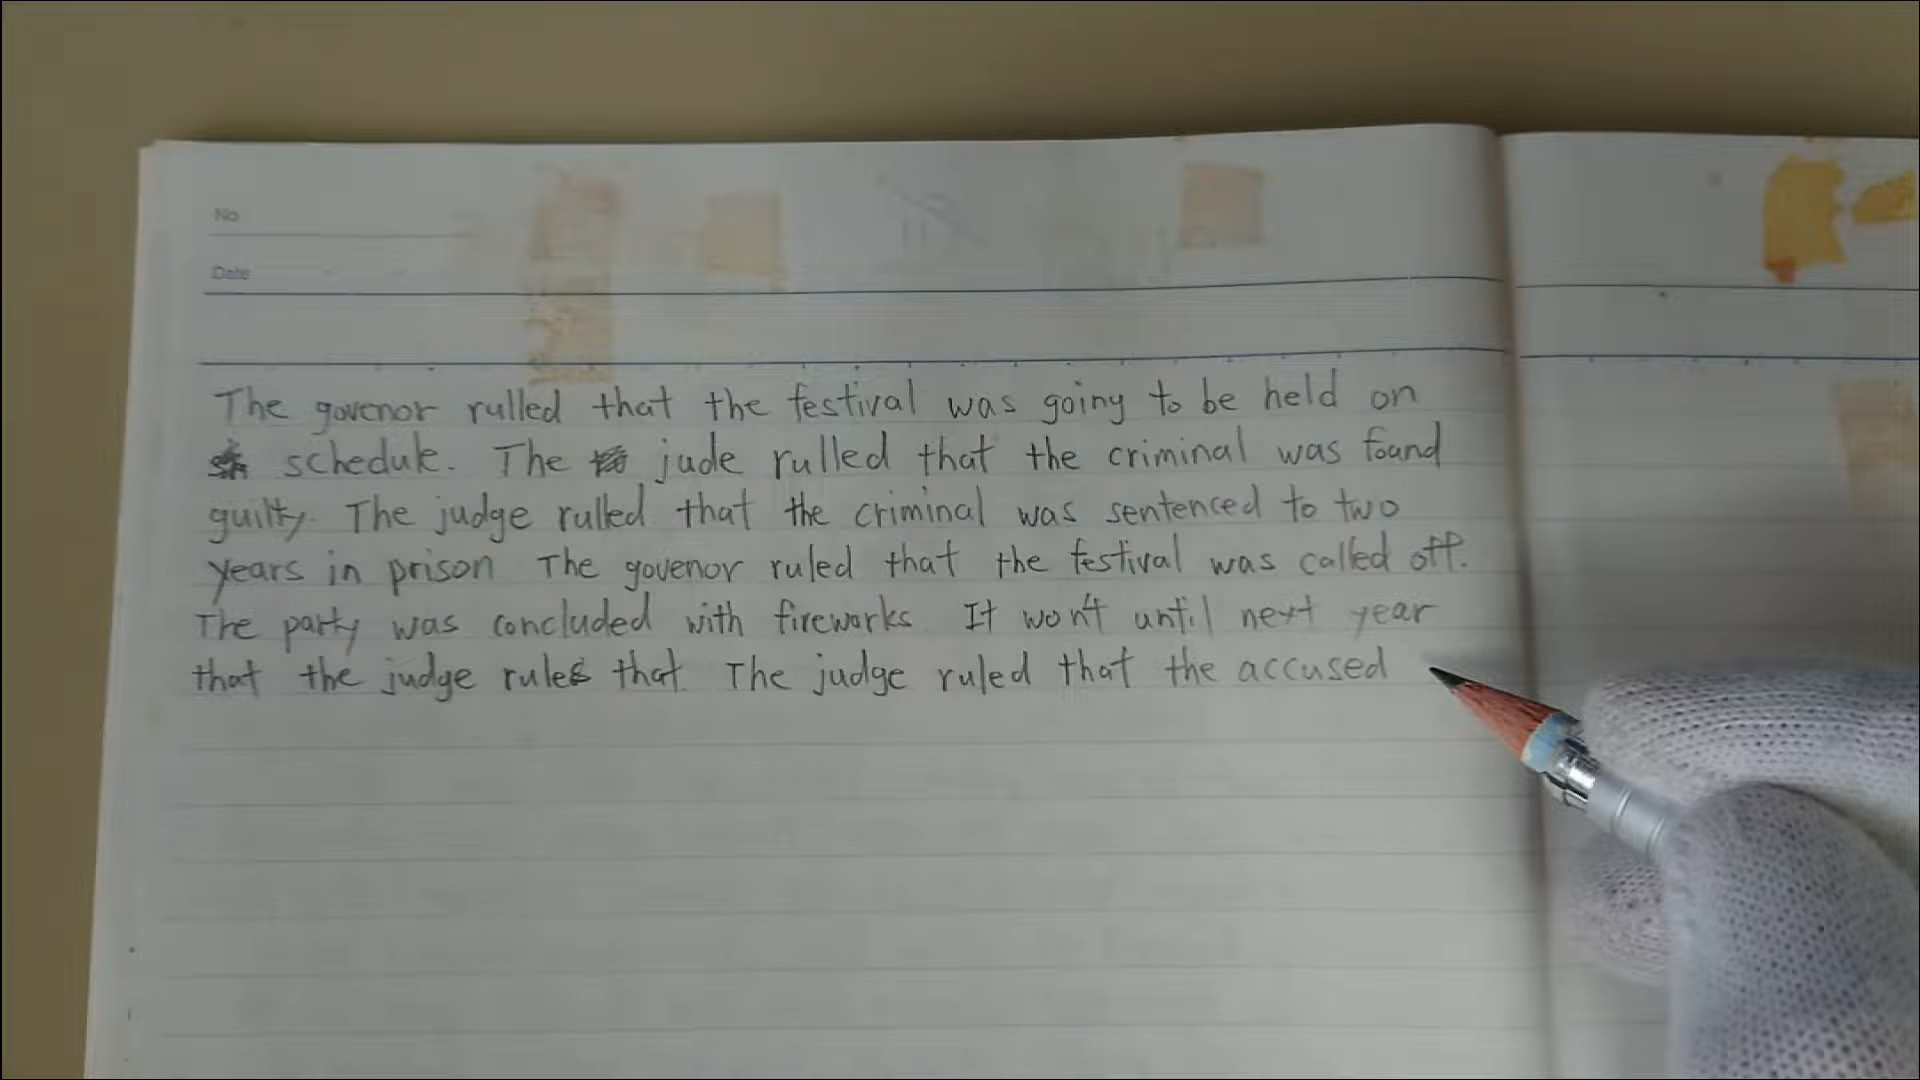 No
Date
The govenor rulled that the festival was going to be held on
schedule. The jude rulled that the criminal was found
guilty. The judge rulled that the criminal was sentenced to two
years in prison The govenor ruled that the festival was called off.
The party was concluded with fireworks. It won't until next year
that the judge rules that. The judge ruled that the accused